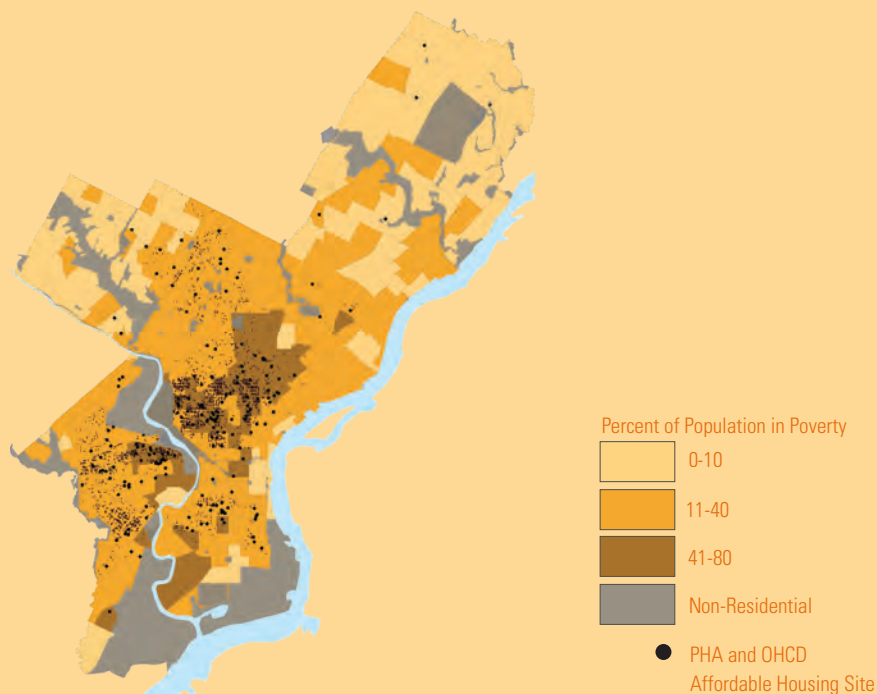 Percent of Population in Poverty
0-10
11-40
41-80
Non-Residential
PHA and OHCD
Affordable Housing Site